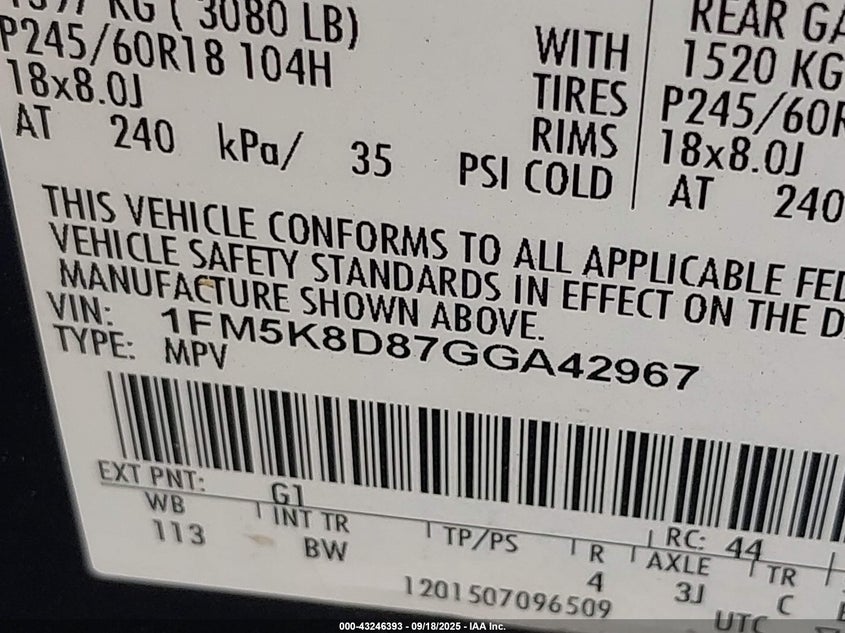 KG ( 3080 LB) WITH REAR GA
P245/60R18 104H TIRES 1520 KG
18x8.0J RIMS P245/60R
AT 240 kPa/ 35 PSI COLD 18x8.0J
AT 240
THIS VEHICLE CONFORMS TO ALL APPLICABLE FED
VEHICLE SAFETY STANDARDS IN EFFECT ON THE D
MANUFACTURE SHOWN ABOVE.
VIN: 1FM5K8D87GGA42967
TYPE: MPV
EXT PNT: G1 RC: 44
WB INT TR TP/PS R AXLE TR
113 BW 4 3J C
1201507096509 UTC
000-43246393 - 09/18/2025 - IAA Inc.